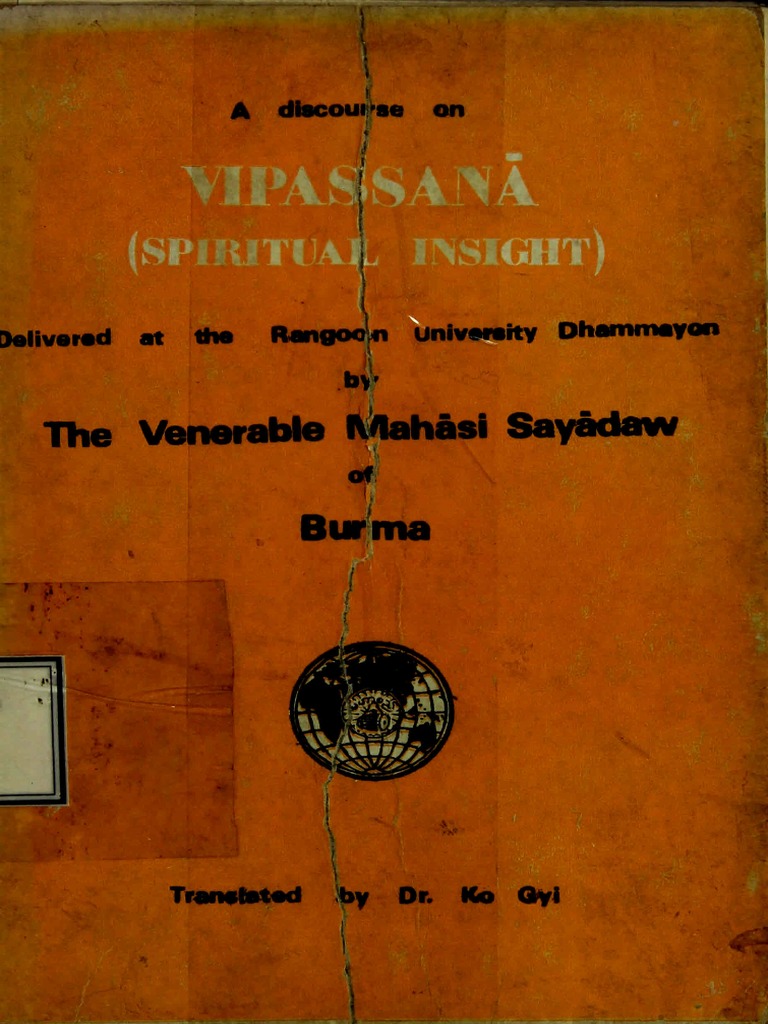 A discourse on
VIPASSANĀ
(SPIRITUAL INSIGHT)
Delivered at the Rangoon University Dhammayon
by
The Venerable Mahāsi Sayādaw
of
Burma
Translated by Dr. Ko Gyi